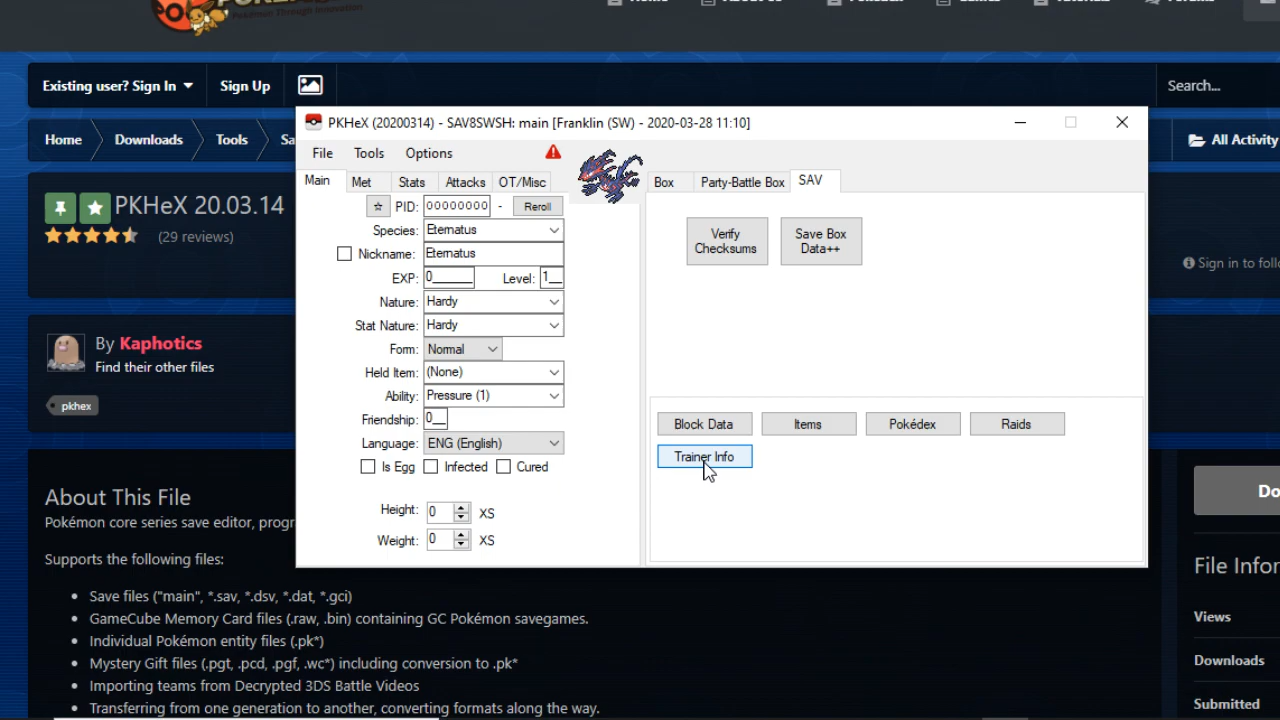 Pokémon Through Innovation
Existing user? Sign In
Sign Up
Search...
Home
Downloads
Tools
Sa
All Activity
PKHeX 20.03.14
(29 reviews)
Sign in to follo
By Kaphotics
Find their other files
pkhex
PKHeX (20200314) - SAV8SWSH: main [Franklin (SW) - 2020-03-28 11:10]
File
Tools
Options
Main
Met
Stats
Attacks
OT/Misc
PID: 00000000 - Reroll
Species: Eternatus
Nickname: Eternatus
EXP: 0 Level: 1
Nature: Hardy
Stat Nature: Hardy
Form: Normal
Held Item: (None)
Ability: Pressure (1)
Friendship: 0
Language: ENG (English)
Is Egg Infected Cured
Height: 0 XS
Weight: 0 XS
Box
Party-Battle Box
SAV
Verify
Checksums
Save Box
Data++
Block Data
Items
Pokédex
Raids
Trainer Info
About This File
Pokémon core series save editor, progr
Supports the following files:
Save files ("main", *.sav, *.dsv, *.dat, *.gci)
GameCube Memory Card files (.raw, .bin) containing GC Pokémon savegames.
Individual Pokémon entity files (.pk*)
Mystery Gift files (.pgt, .pcd, .pgf, .wc*) including conversion to .pk*
Importing teams from Decrypted 3DS Battle Videos
Transferring from one generation to another, converting formats along the way.
Do
File Infor
Views
Downloads
Submitted